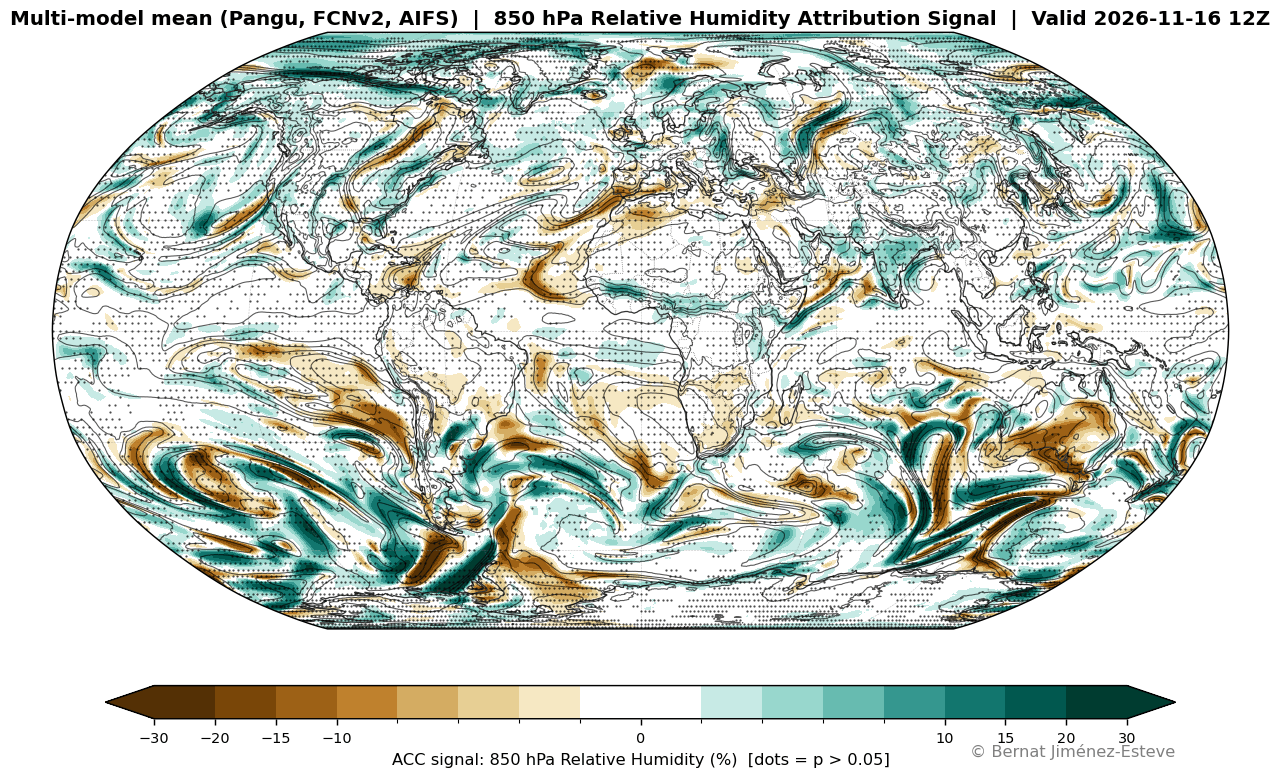 Multi-model mean (Pangu, FCNv2, AIFS)  |  850 hPa Relative Humidity Attribution Signal  |  Valid 2026-11-16 12Z
−30 −20 −15 −10 0 10 15 20 30
ACC signal: 850 hPa Relative Humidity (%)  [dots = p > 0.05]
© Bernat Jiménez-Esteve